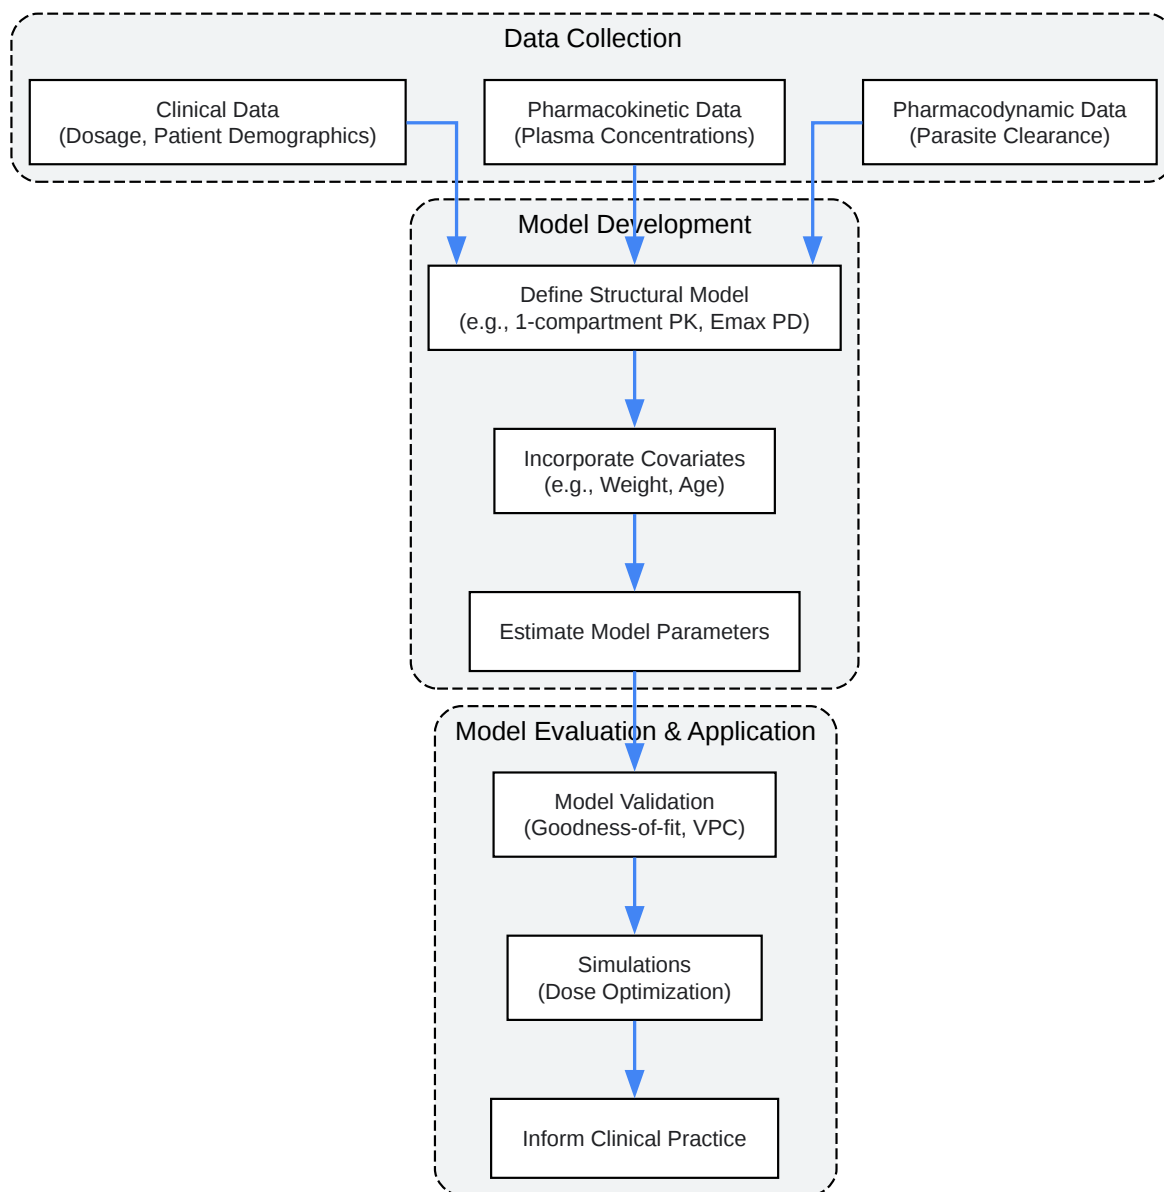 Data Collection
Clinical Data
(Dosage, Patient Demographics)
Pharmacokinetic Data
(Plasma Concentrations)
Pharmacodynamic Data
(Parasite Clearance)
Model Development
Define Structural Model
(e.g., 1-compartment PK, Emax PD)
Incorporate Covariates
(e.g., Weight, Age)
Estimate Model Parameters
Model Evaluation & Application
Model Validation
(Goodness-of-fit, VPC)
Simulations
(Dose Optimization)
Inform Clinical Practice